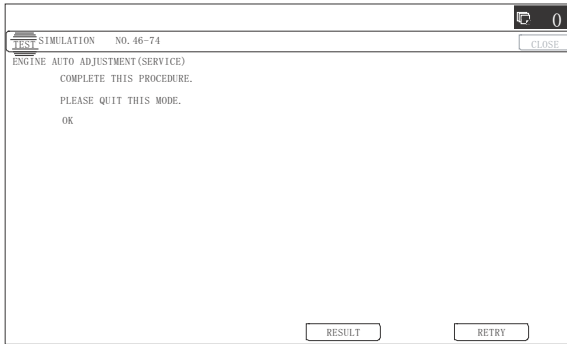 0
TEST SIMULATION NO. 46-74 CLOSE
ENGINE AUTO ADJUSTMENT(SERVICE)
COMPLETE THIS PROCEDURE.
PLEASE QUIT THIS MODE.
OK
RESULT RETRY